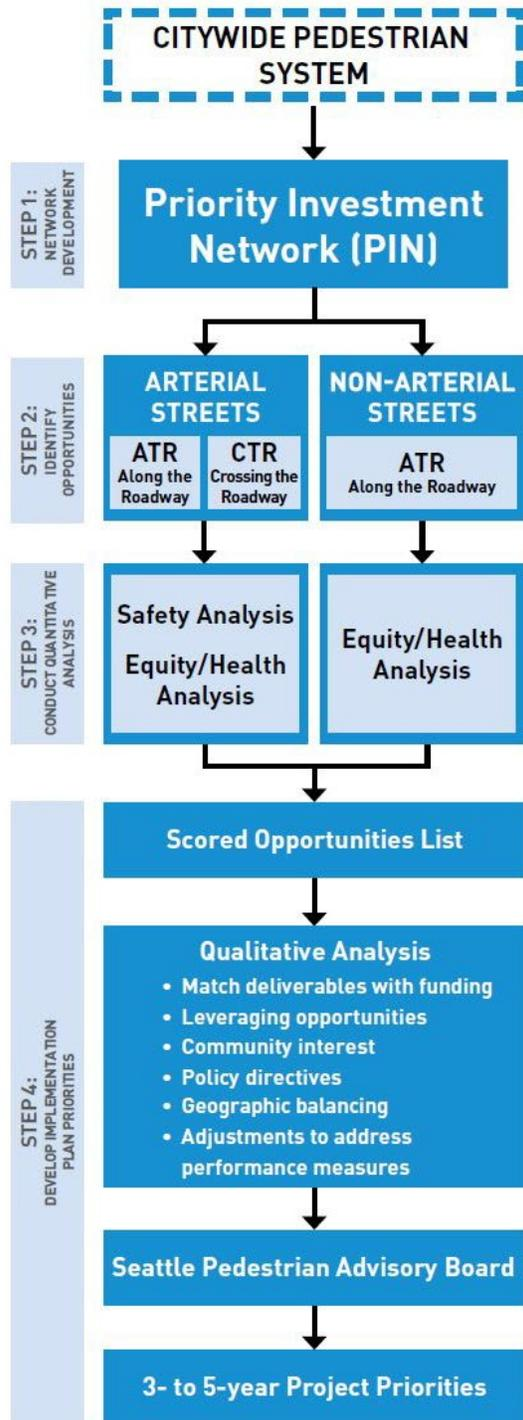 CITYWIDE PEDESTRIAN
SYSTEM
STEP 1:
NETWORK
DEVELOPMENT
Priority Investment
Network (PIN)
STEP 2:
IDENTIFY
OPPORTUNITIES
ARTERIAL
STREETS
ATR
Along the
Roadway
CTR
Crossing the
Roadway
NON-ARTERIAL
STREETS
ATR
Along the Roadway
STEP 3:
CONDUCT QUANTITATIVE
ANALYSIS
Safety Analysis
Equity/Health
Analysis
Equity/Health
Analysis
STEP 4:
DEVELOP IMPLEMENTATION
PLAN PRIORITIES
Scored Opportunities List
Qualitative Analysis
• Match deliverables with funding
• Leveraging opportunities
• Community interest
• Policy directives
• Geographic balancing
• Adjustments to address
performance measures
Seattle Pedestrian Advisory Board
3- to 5-year Project Priorities